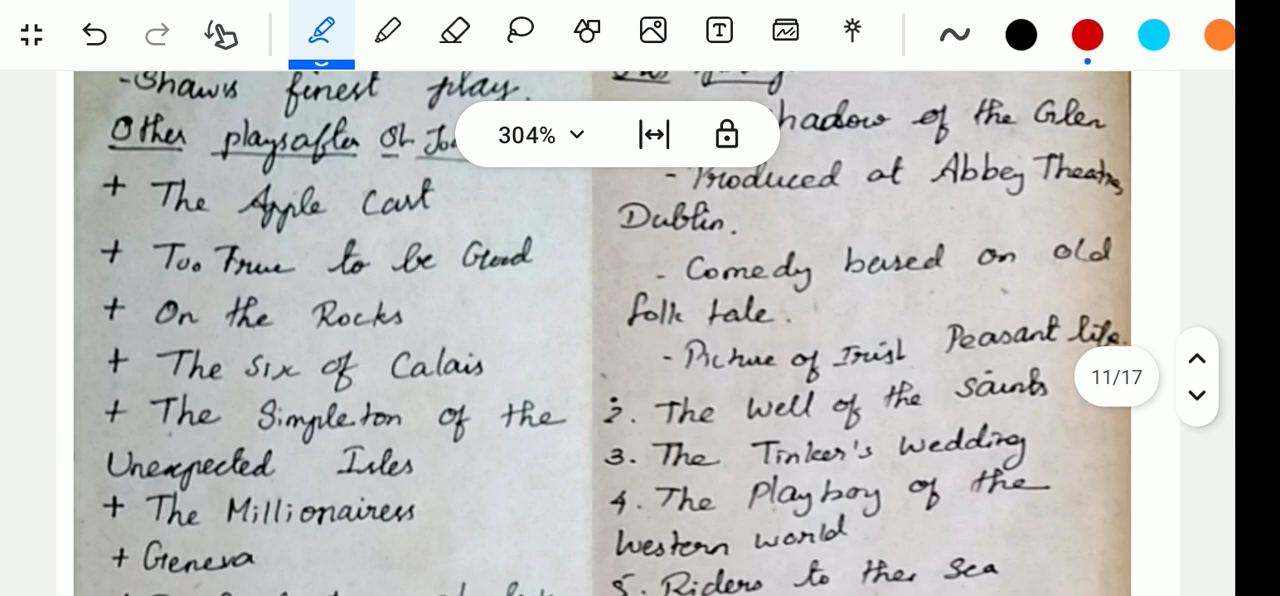 -Shaw's finest play.
Other plays after St Jo
+ The Apple Cart
+ Too True to be Good
+ On the Rocks
+ The Six of Calais
+ The Simpleton of the
Unexpected Isles
+ The Millionairess
+ Geneva
304%
hadow of the Glen
- Produced at Abbey Theatre,
Dublin.
- Comedy based on old
folk tale.
- Picture of Irish Peasant life.
2. The Well of the Saints
3. The Tinker's Wedding
4. The Playboy of the
Western World
5. Riders to the Sea
11/17